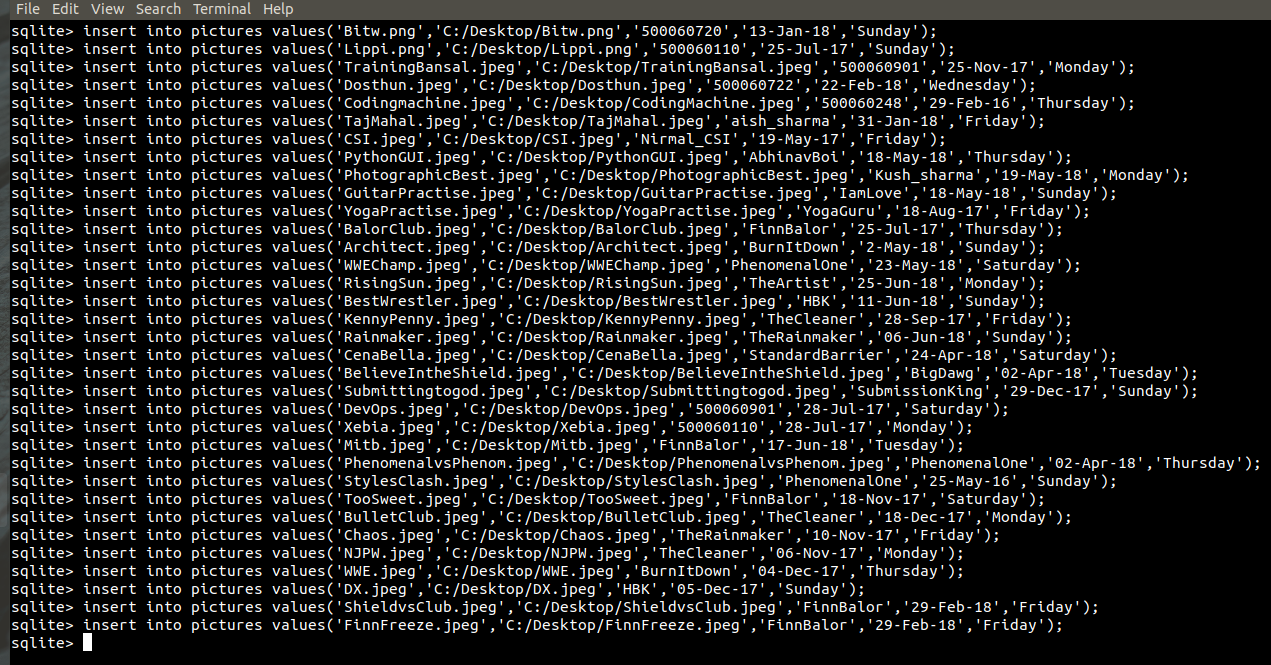 File Edit View Search Terminal Help
sqlite> insert into pictures values('Bitw.png','C:/Desktop/Bitw.png','500060720','13-Jan-18','Sunday');
sqlite> insert into pictures values('Lippi.png','C:/Desktop/Lippi.png','500060110','25-Jul-17','Sunday');
sqlite> insert into pictures values('TrainingBansal.jpeg','C:/Desktop/TrainingBansal.jpeg','500060901','25-Nov-17','Monday');
sqlite> insert into pictures values('Dosthun.jpeg','C:/Desktop/Dosthun.jpeg','500060722','22-Feb-18','Wednesday');
sqlite> insert into pictures values('Codingmachine.jpeg','C:/Desktop/CodingMachine.jpeg','500060248','29-Feb-16','Thursday');
sqlite> insert into pictures values('TajMahal.jpeg','C:/Desktop/TajMahal.jpeg','aish_sharma','31-Jan-18','Friday');
sqlite> insert into pictures values('CSI.jpeg','C:/Desktop/CSI.jpeg','Nirmal_CSI','19-May-17','Friday');
sqlite> insert into pictures values('PythonGUI.jpeg','C:/Desktop/PythonGUI.jpeg','AbhinavBoi','18-May-18','Thursday');
sqlite> insert into pictures values('PhotographicBest.jpeg','C:/Desktop/PhotographicBest.jpeg','Kush_sharma','19-May-18','Monday');
sqlite> insert into pictures values('GuitarPractise.jpeg','C:/Desktop/GuitarPractise.jpeg','IamLove','18-May-18','Sunday');
sqlite> insert into pictures values('YogaPractise.jpeg','C:/Desktop/YogaPractise.jpeg','YogaGuru','18-Aug-17','Friday');
sqlite> insert into pictures values('BalorClub.jpeg','C:/Desktop/BalorClub.jpeg','FinnBalor','25-Jul-17','Thursday');
sqlite> insert into pictures values('Architect.jpeg','C:/Desktop/Architect.jpeg','BurnItDown','2-May-18','Sunday');
sqlite> insert into pictures values('WWEChamp.jpeg','C:/Desktop/WWEChamp.jpeg','PhenomenalOne','23-May-18','Saturday');
sqlite> insert into pictures values('RisingSun.jpeg','C:/Desktop/RisingSun.jpeg','TheArtist','25-Jun-18','Monday');
sqlite> insert into pictures values('BestWrestler.jpeg','C:/Desktop/BestWrestler.jpeg','HBK','11-Jun-18','Sunday');
sqlite> insert into pictures values('KennyPenny.jpeg','C:/Desktop/KennyPenny.jpeg','TheCleaner','28-Sep-17','Friday');
sqlite> insert into pictures values('Rainmaker.jpeg','C:/Desktop/Rainmaker.jpeg','TheRainmaker','06-Jun-18','Sunday');
sqlite> insert into pictures values('CenaBella.jpeg','C:/Desktop/CenaBella.jpeg','StandardBarrier','24-Apr-18','Saturday');
sqlite> insert into pictures values('BelieveIntheShield.jpeg','C:/Desktop/BelieveIntheShield.jpeg','BigDawg','02-Apr-18','Tuesday');
sqlite> insert into pictures values('Submittingtogod.jpeg','C:/Desktop/Submittingtogod.jpeg','SubmissionKing','29-Dec-17','Sunday');
sqlite> insert into pictures values('DevOps.jpeg','C:/Desktop/DevOps.jpeg','500060901','28-Jul-17','Saturday');
sqlite> insert into pictures values('Xebia.jpeg','C:/Desktop/Xebia.jpeg','500060110','28-Jul-17','Monday');
sqlite> insert into pictures values('Mitb.jpeg','C:/Desktop/Mitb.jpeg','FinnBalor','17-Jun-18','Tuesday');
sqlite> insert into pictures values('PhenomenalvsPhenom.jpeg','C:/Desktop/PhenomenalvsPhenom.jpeg','PhenomenalOne','02-Apr-18','Thursday');
sqlite> insert into pictures values('StylesClash.jpeg','C:/Desktop/StylesClash.jpeg','PhenomenalOne','25-May-16','Sunday');
sqlite> insert into pictures values('TooSweet.jpeg','C:/Desktop/TooSweet.jpeg','FinnBalor','18-Nov-17','Saturday');
sqlite> insert into pictures values('BulletClub.jpeg','C:/Desktop/BulletClub.jpeg','TheCleaner','18-Dec-17','Monday');
sqlite> insert into pictures values('Chaos.jpeg','C:/Desktop/Chaos.jpeg','TheRainmaker','10-Nov-17','Friday');
sqlite> insert into pictures values('NJPW.jpeg','C:/Desktop/NJPW.jpeg','TheCleaner','06-Nov-17','Monday');
sqlite> insert into pictures values('WWE.jpeg','C:/Desktop/WWE.jpeg','BurnItDown','04-Dec-17','Thursday');
sqlite> insert into pictures values('DX.jpeg','C:/Desktop/DX.jpeg','HBK','05-Dec-17','Sunday');
sqlite> insert into pictures values('ShieldvsClub.jpeg','C:/Desktop/ShieldvsClub.jpeg','FinnBalor','29-Feb-18','Friday');
sqlite> insert into pictures values('FinnFreeze.jpeg','C:/Desktop/FinnFreeze.jpeg','FinnBalor','29-Feb-18','Friday');
sqlite>